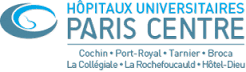 HÔPITAUX UNIVERSITAIRES
PARIS CENTRE
Cochin • Port-Royal • Tarnier • Broca
La Collégiale • La Rochefoucauld • Hôtel-Dieu